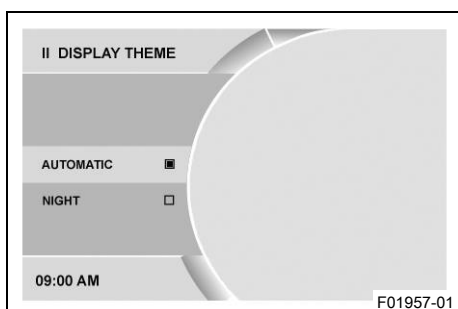 II DISPLAY THEME
AUTOMATIC
NIGHT
09:00 AM
F01957-01